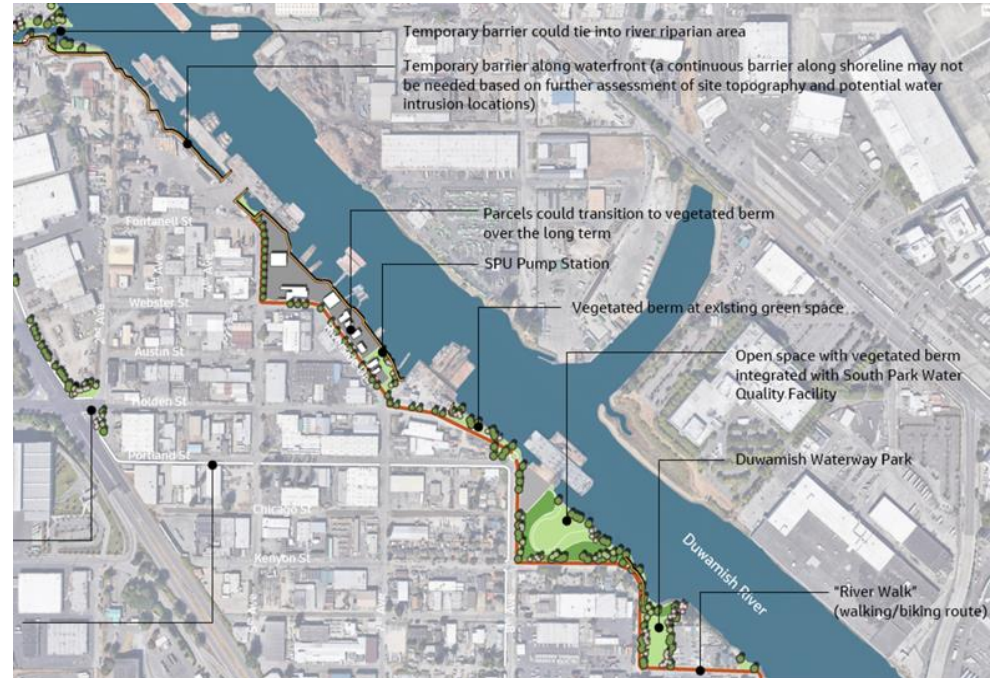 Temporary barrier could tie into river riparian area
Temporary barrier along waterfront (a continuous barrier along shoreline may not
be needed based on further assessment of site topography and potential water
intrusion locations)
Fontanell St
Parcels could transition to vegetated berm
over the long term
SPU Pump Station
Webster St
Vegetated berm at existing green space
Austin St
Open space with vegetated berm
integrated with South Park Water
Quality Facility
Holden St
Portland St
Duwamish Waterway Park
Chicago St
Kenyon St
Duwamish River
"River Walk"
(walking/biking route)